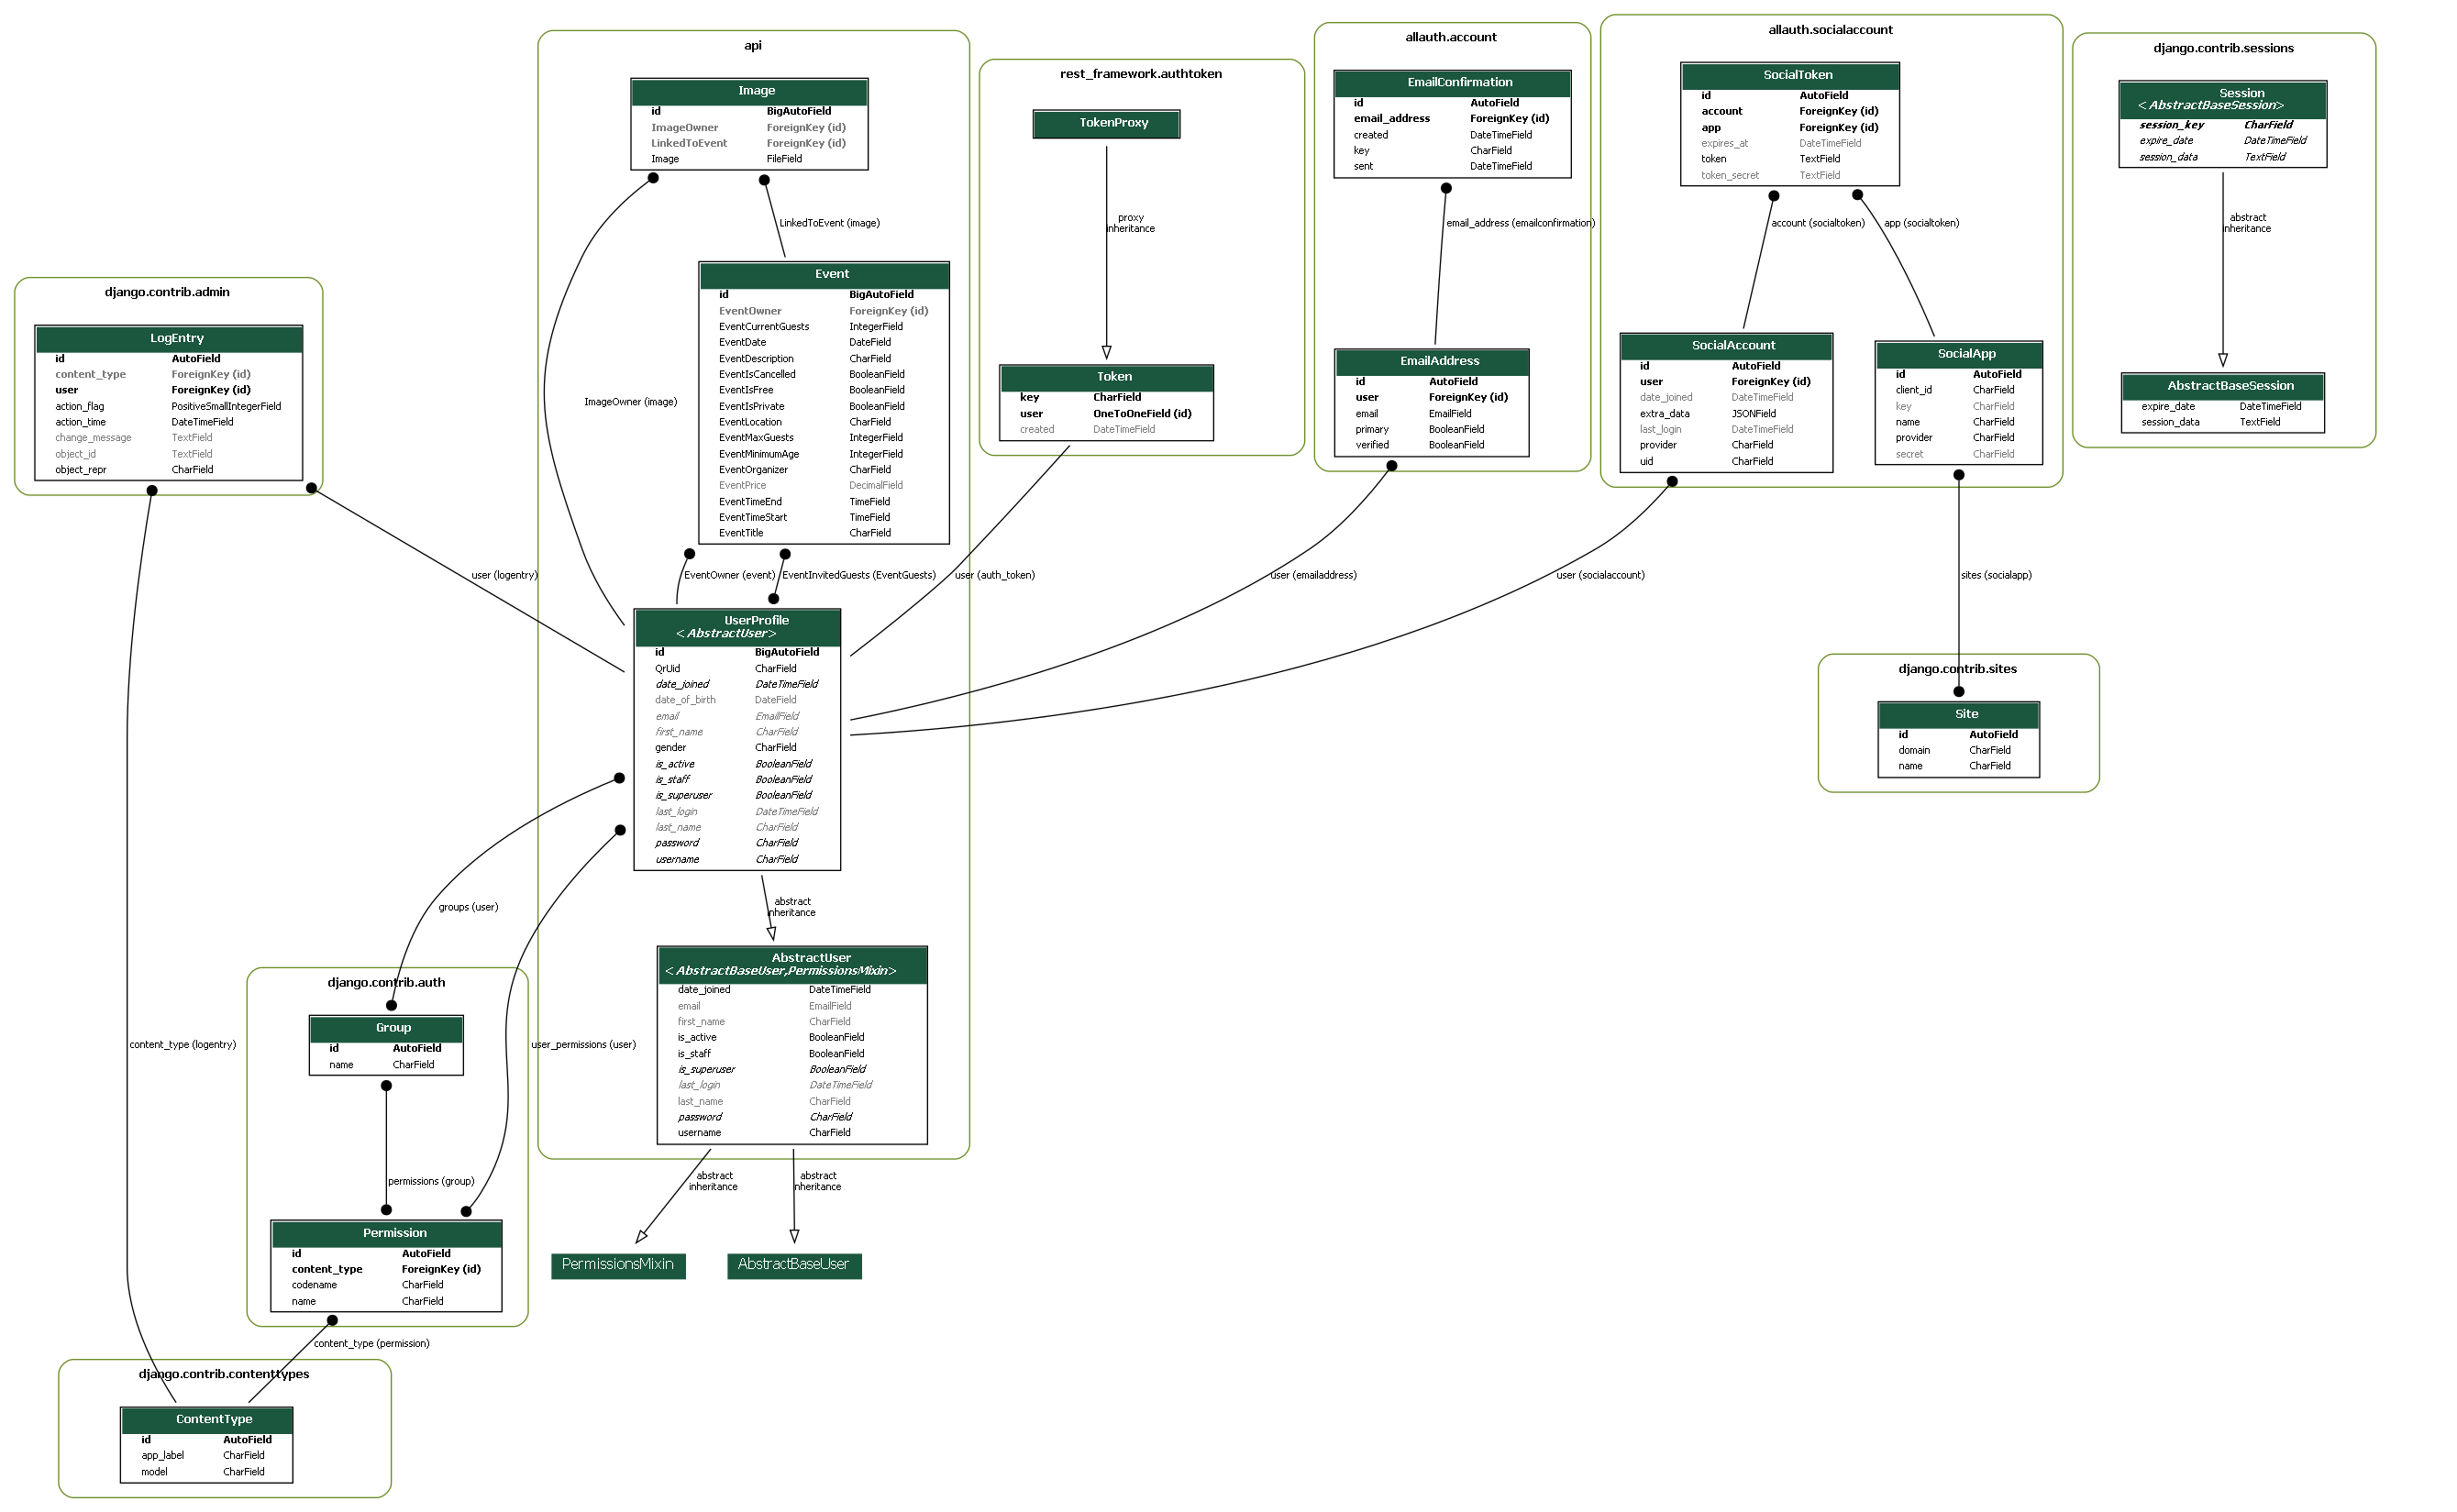 api
Image
id BigAutoField
ImageOwner ForeignKey (id)
LinkedToEvent ForeignKey (id)
Image FileField
LinkedToEvent (image)
ImageOwner (image)
Event
id BigAutoField
EventOwner ForeignKey (id)
EventCurrentGuests IntegerField
EventDate DateField
EventDescription CharField
EventIsCancelled BooleanField
EventIsFree BooleanField
EventIsPrivate BooleanField
EventLocation CharField
EventMaxGuests IntegerField
EventMinimumAge IntegerField
EventOrganizer CharField
EventPrice DecimalField
EventTimeEnd TimeField
EventTimeStart TimeField
EventTitle CharField
EventOwner (event)
EventInvitedGuests (EventGuests)
UserProfile
<AbstractUser>
id BigAutoField
QrUid CharField
date_joined DateTimeField
date_of_birth DateField
email EmailField
first_name CharField
gender CharField
is_active BooleanField
is_staff BooleanField
is_superuser BooleanField
last_login DateTimeField
last_name CharField
password CharField
username CharField
abstract
inheritance
AbstractUser
<AbstractBaseUser,PermissionsMixin>
date_joined DateTimeField
email EmailField
first_name CharField
is_active BooleanField
is_staff BooleanField
is_superuser BooleanField
last_login DateTimeField
last_name CharField
password CharField
username CharField
abstract
inheritance
abstract
inheritance
PermissionsMixin
AbstractBaseUser
rest_framework.authtoken
TokenProxy
proxy
inheritance
Token
key CharField
user OneToOneField (id)
created DateTimeField
user (auth_token)
allauth.account
EmailConfirmation
id AutoField
email_address ForeignKey (id)
created DateTimeField
key CharField
sent DateTimeField
email_address (emailconfirmation)
EmailAddress
id AutoField
user ForeignKey (id)
email EmailField
primary BooleanField
verified BooleanField
user (emailaddress)
allauth.socialaccount
SocialToken
id AutoField
account ForeignKey (id)
app ForeignKey (id)
expires_at DateTimeField
token TextField
token_secret TextField
account (socialtoken)
app (socialtoken)
SocialAccount
id AutoField
user ForeignKey (id)
date_joined DateTimeField
extra_data JSONField
last_login DateTimeField
provider CharField
uid CharField
SocialApp
id AutoField
client_id CharField
key CharField
name CharField
provider CharField
secret CharField
user (socialaccount)
sites (socialapp)
django.contrib.sites
Site
id AutoField
domain CharField
name CharField
django.contrib.sessions
Session
<AbstractBaseSession>
session_key CharField
expire_date DateTimeField
session_data TextField
abstract
inheritance
AbstractBaseSession
expire_date DateTimeField
session_data TextField
django.contrib.admin
LogEntry
id AutoField
content_type ForeignKey (id)
user ForeignKey (id)
action_flag PositiveSmallIntegerField
action_time DateTimeField
change_message TextField
object_id TextField
object_repr CharField
user (logentry)
content_type (logentry)
groups (user)
user_permissions (user)
django.contrib.auth
Group
id AutoField
name CharField
permissions (group)
Permission
id AutoField
content_type ForeignKey (id)
codename CharField
name CharField
content_type (permission)
django.contrib.contenttypes
ContentType
id AutoField
app_label CharField
model CharField